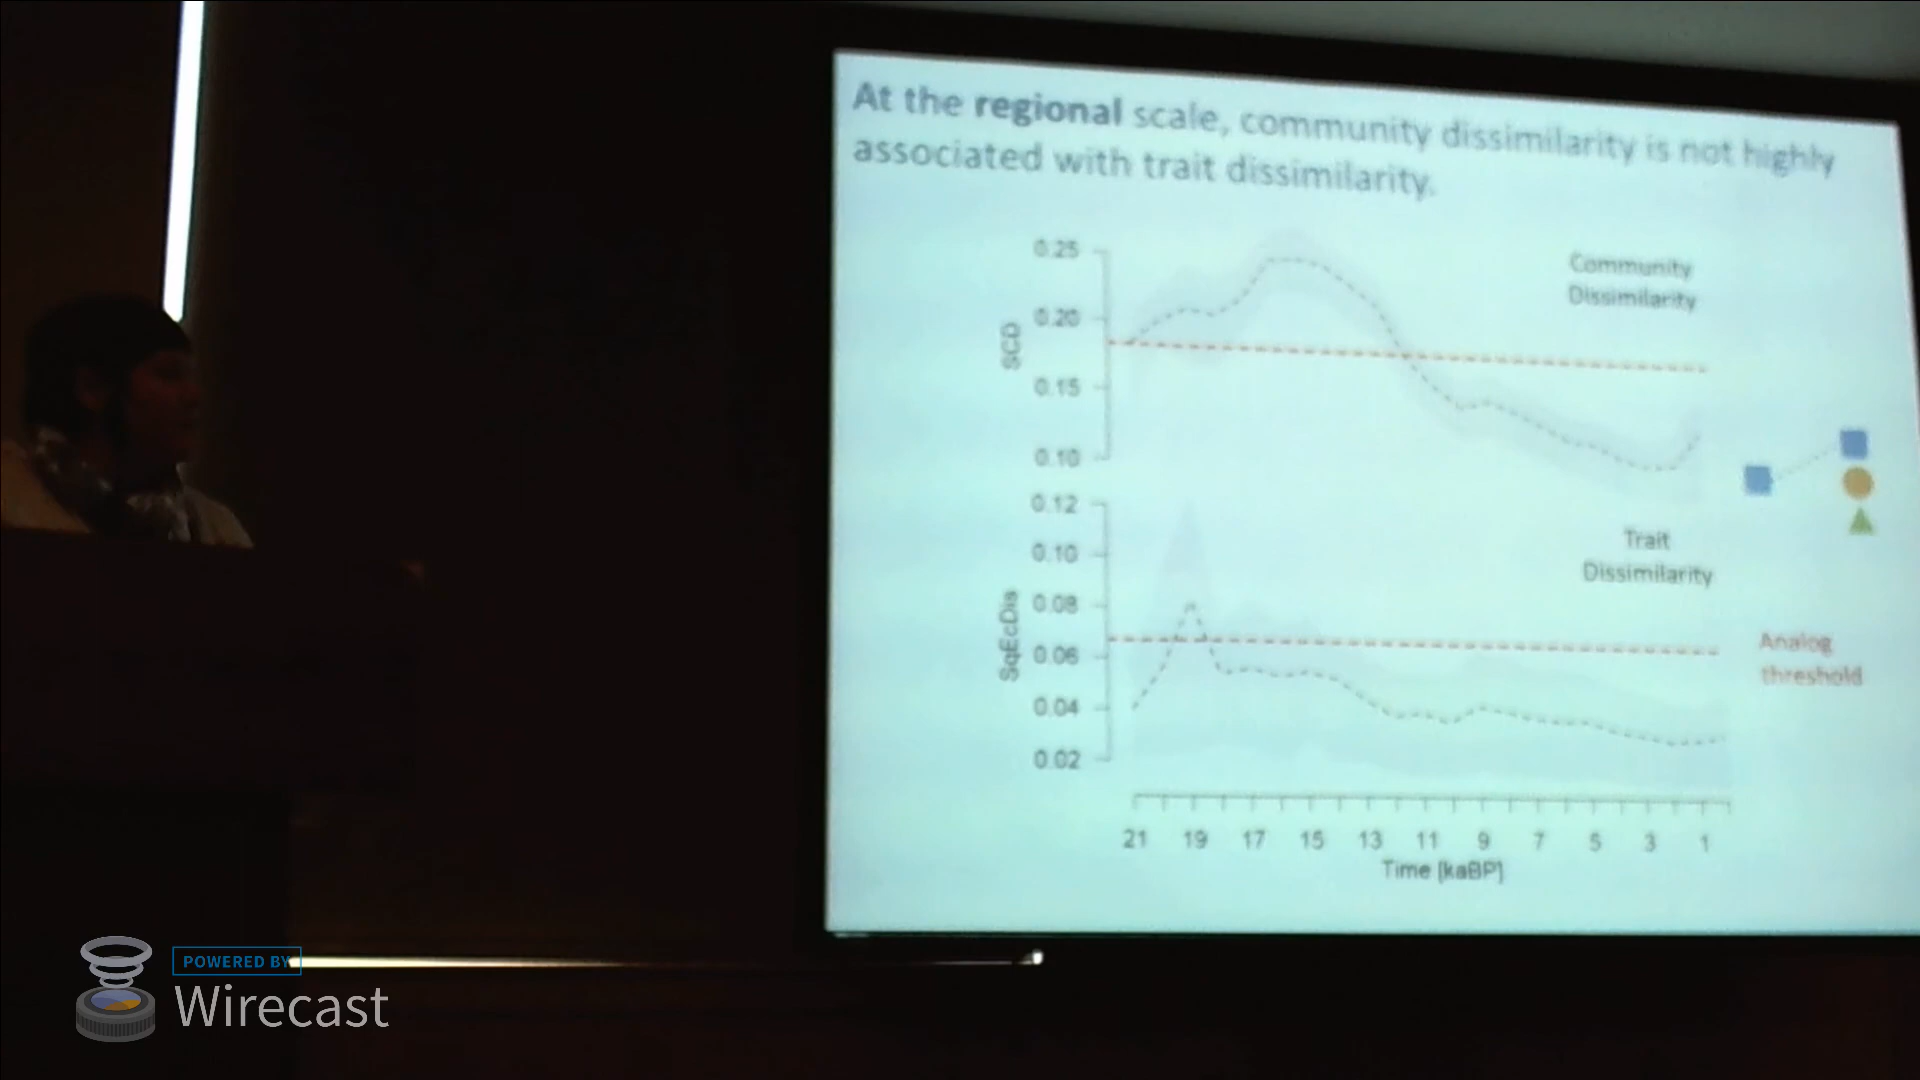 At the regional scale, community dissimilarity is not highly
associated with trait dissimilarity.
0.25
0.20
0.15
0.10
SCD
Community
Dissimilarity
0.12
0.10
0.08
0.06
0.04
0.02
SqEcDis
Trait
Dissimilarity
Analog
threshold
21 19 17 15 13 11 9 7 5 3 1
Time (kaBP)
POWERED BY
Wirecast